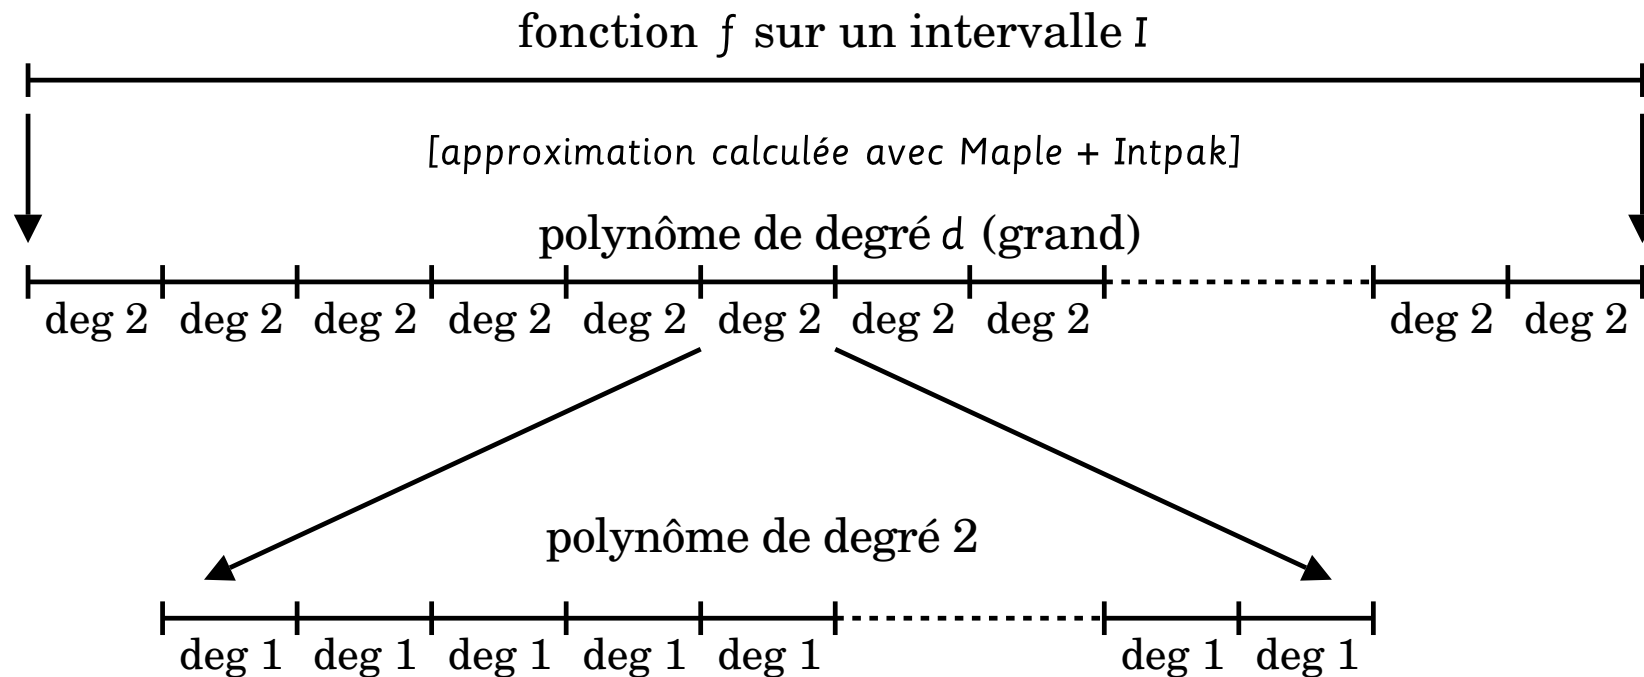 fonction f sur un intervalle I
[approximation calculée avec Maple + Intpak]
polynôme de degré d (grand)
deg 2 deg 2 deg 2 deg 2 deg 2 deg 2 deg 2 deg 2 deg 2 deg 2
polynôme de degré 2
deg 1 deg 1 deg 1 deg 1 deg 1 deg 1 deg 1